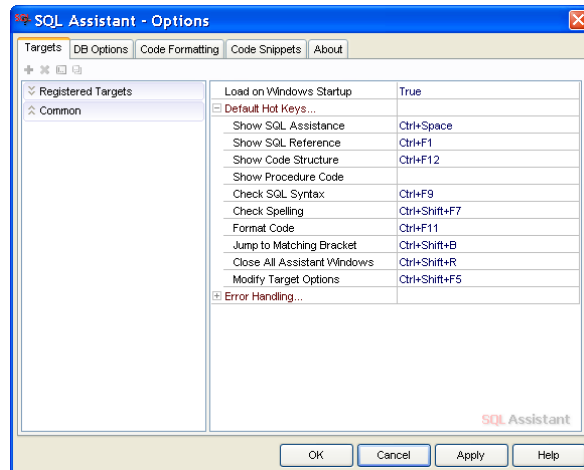 SQL Assistant - Options
Targets DB Options Code Formatting Code Snippets About
Registered Targets
Common
Load on Windows Startup True
Default Hot Keys...
Show SQL Assistance Ctrl+Space
Show SQL Reference Ctrl+F1
Show Code Structure Ctrl+F12
Show Procedure Code
Check SQL Syntax Ctrl+F9
Check Spelling Ctrl+Shift+F7
Format Code Ctrl+F11
Jump to Matching Bracket Ctrl+Shift+B
Close All Assistant Windows Ctrl+Shift+R
Modify Target Options Ctrl+Shift+F5
Error Handling...
SQL Assistant
OK Cancel Apply Help